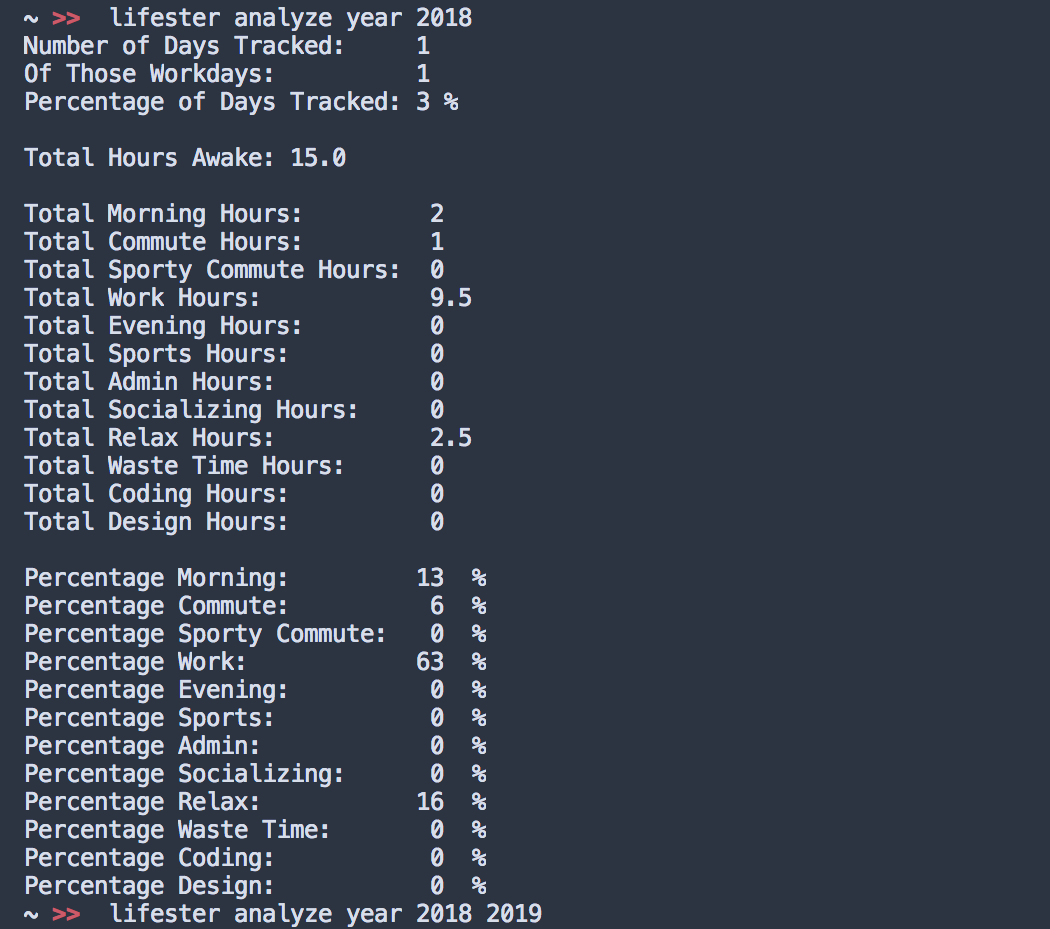 ~ >>  lifester analyze year 2018
Number of Days Tracked:     1
Of Those Workdays:          1
Percentage of Days Tracked: 3 %

Total Hours Awake: 15.0

Total Morning Hours:         2
Total Commute Hours:         1
Total Sporty Commute Hours:  0
Total Work Hours:            9.5
Total Evening Hours:         0
Total Sports Hours:          0
Total Admin Hours:           0
Total Socializing Hours:     0
Total Relax Hours:           2.5
Total Waste Time Hours:      0
Total Coding Hours:          0
Total Design Hours:          0

Percentage Morning:         13  %
Percentage Commute:          6  %
Percentage Sporty Commute:   0  %
Percentage Work:            63  %
Percentage Evening:          0  %
Percentage Sports:           0  %
Percentage Admin:            0  %
Percentage Socializing:      0  %
Percentage Relax:           16  %
Percentage Waste Time:       0  %
Percentage Coding:           0  %
Percentage Design:           0  %
~ >>  lifester analyze year 2018 2019